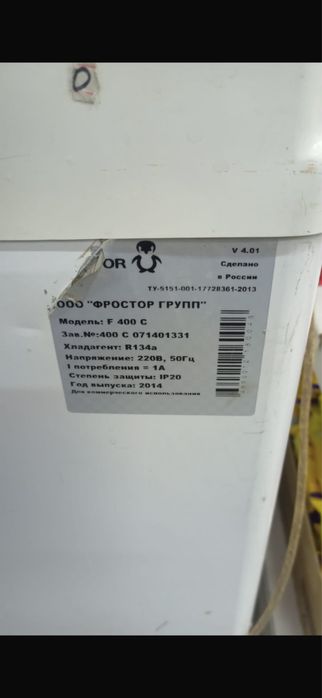 0
OR
V 4.01
Сделано
в России
ТУ-5151-001-17728361-2013
ООО "ФРОСТОР ГРУПП"
Модель: F 400 C
Зав.№:400 C 071401331
Хладагент: R134a
Напряжение: 220В, 50Гц
I потребления = 1А
Степень защиты: IP20
Год выпуска: 2014
Для коммерческого использования